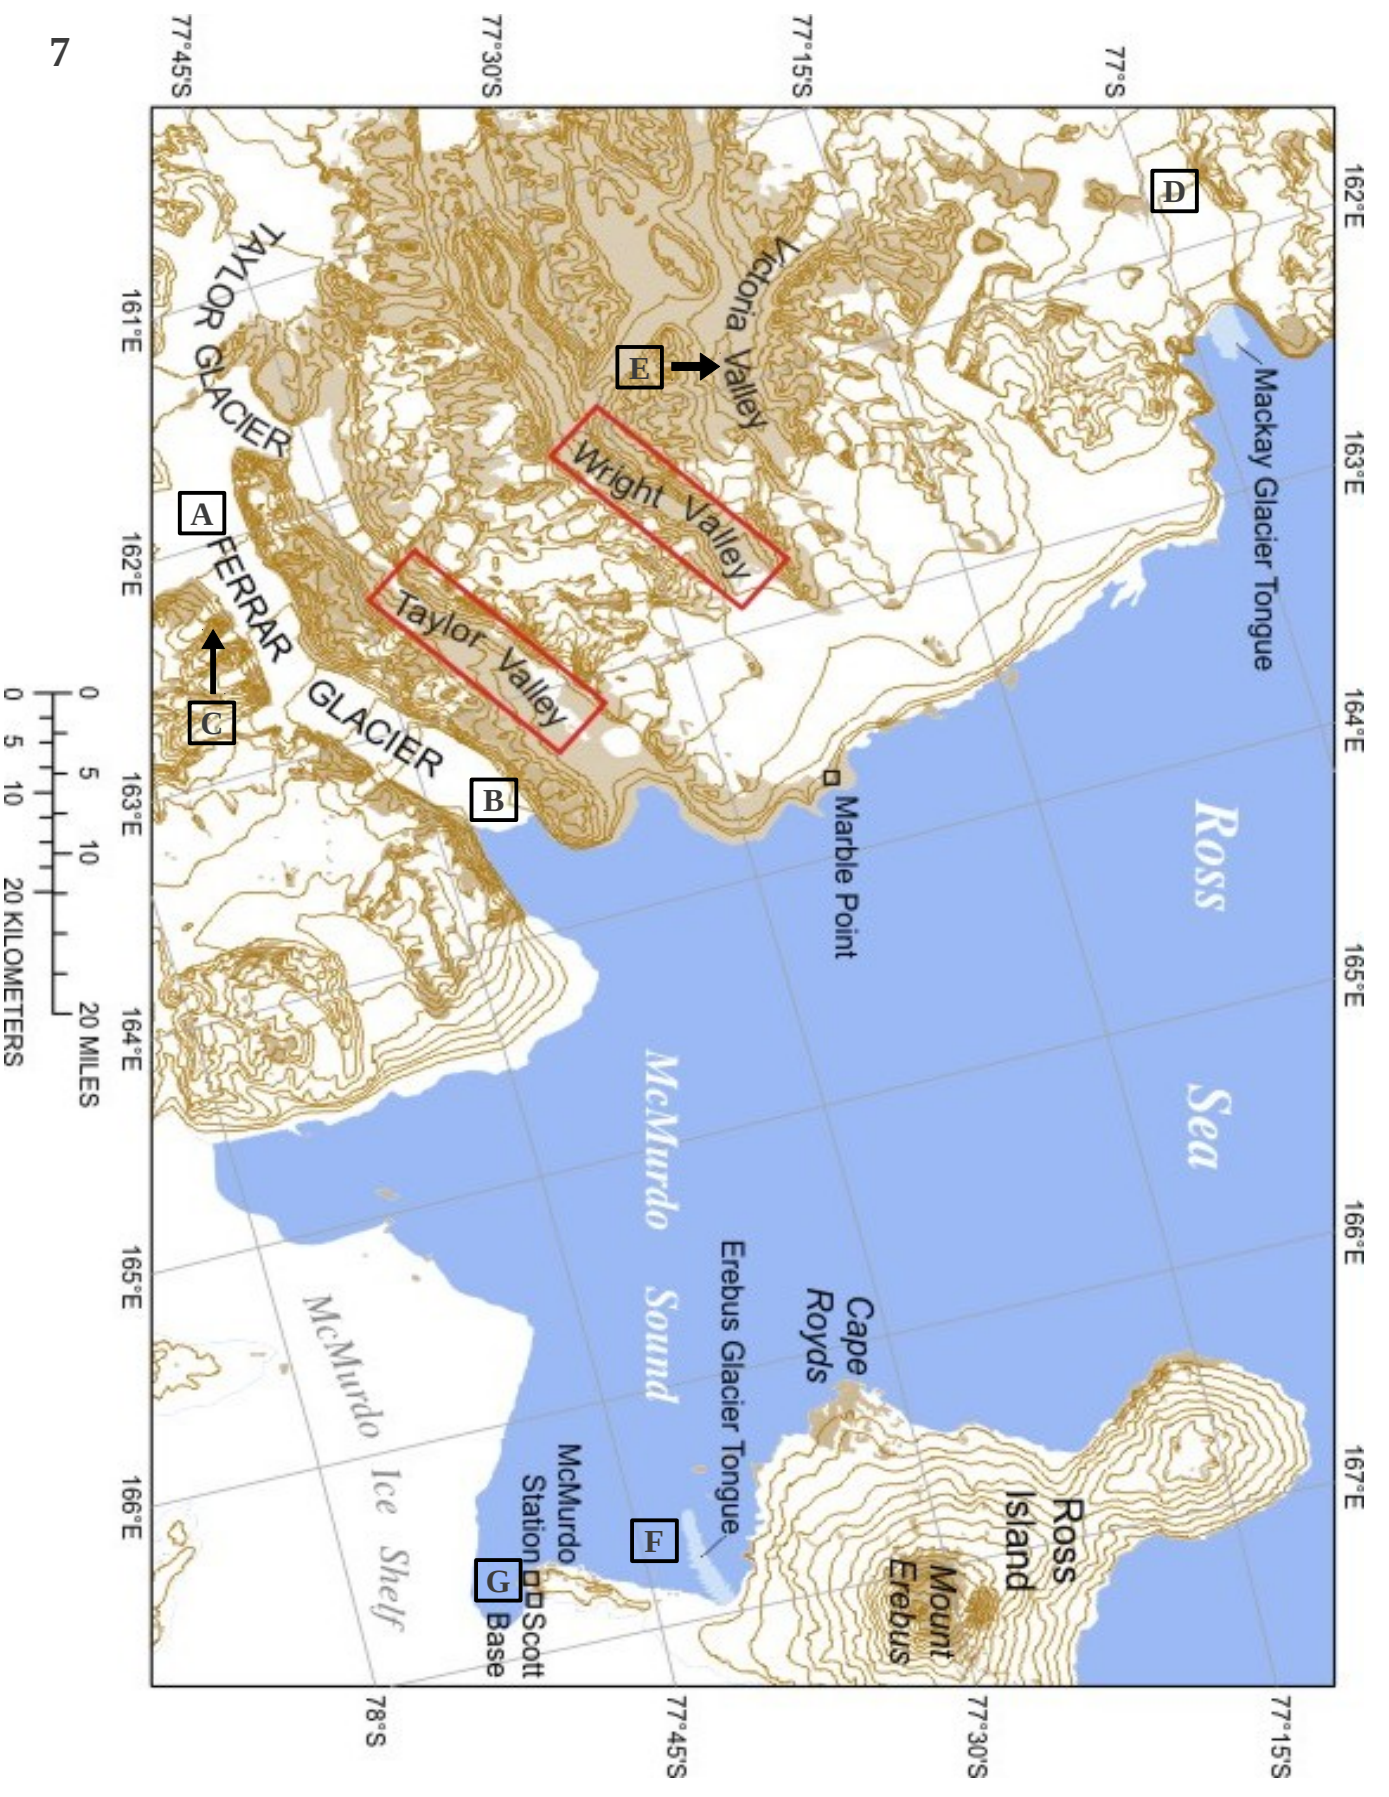 7
77°45'S
77°30'S
77°15'S
77°S
162°E
163°E
164°E
165°E
166°E
167°E
D
Mackay Glacier Tongue
Victoria Valley
E
TAYLOR GLACIER
161°E
Wright Valley
A
FERRAR
GLACIER
162°E
Taylor Valley
C
B
163°E
Marble Point
Ross
Sea
0 5 10 20 MILES
0 5 10 20 KILOMETERS
164°E
McMurdo Sound
165°E
McMurdo Ice Shelf
166°E
Erebus Glacier Tongue
Cape
Royds
McMurdo
Station
F
G
Scott
Base
Ross
Island
Mount
Erebus
78°S
77°45'S
77°30'S
77°15'S